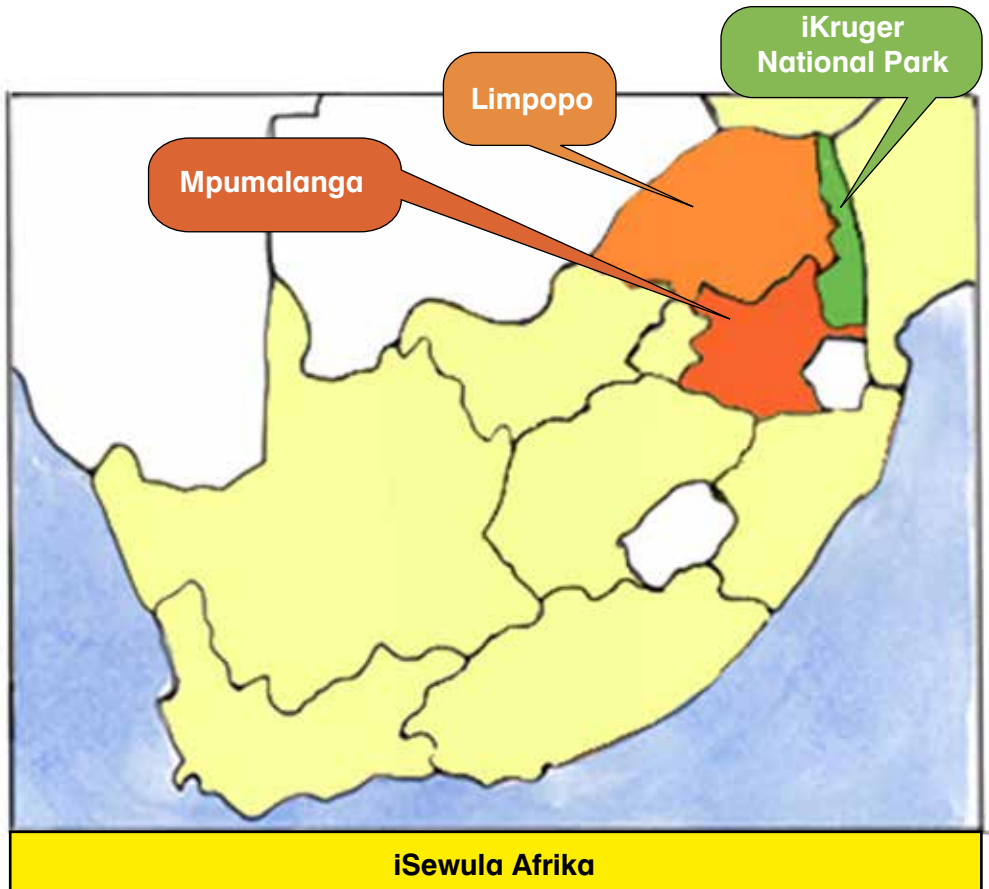 iKruger
National Park
Limpopo
Mpumalanga
iSewula Afrika